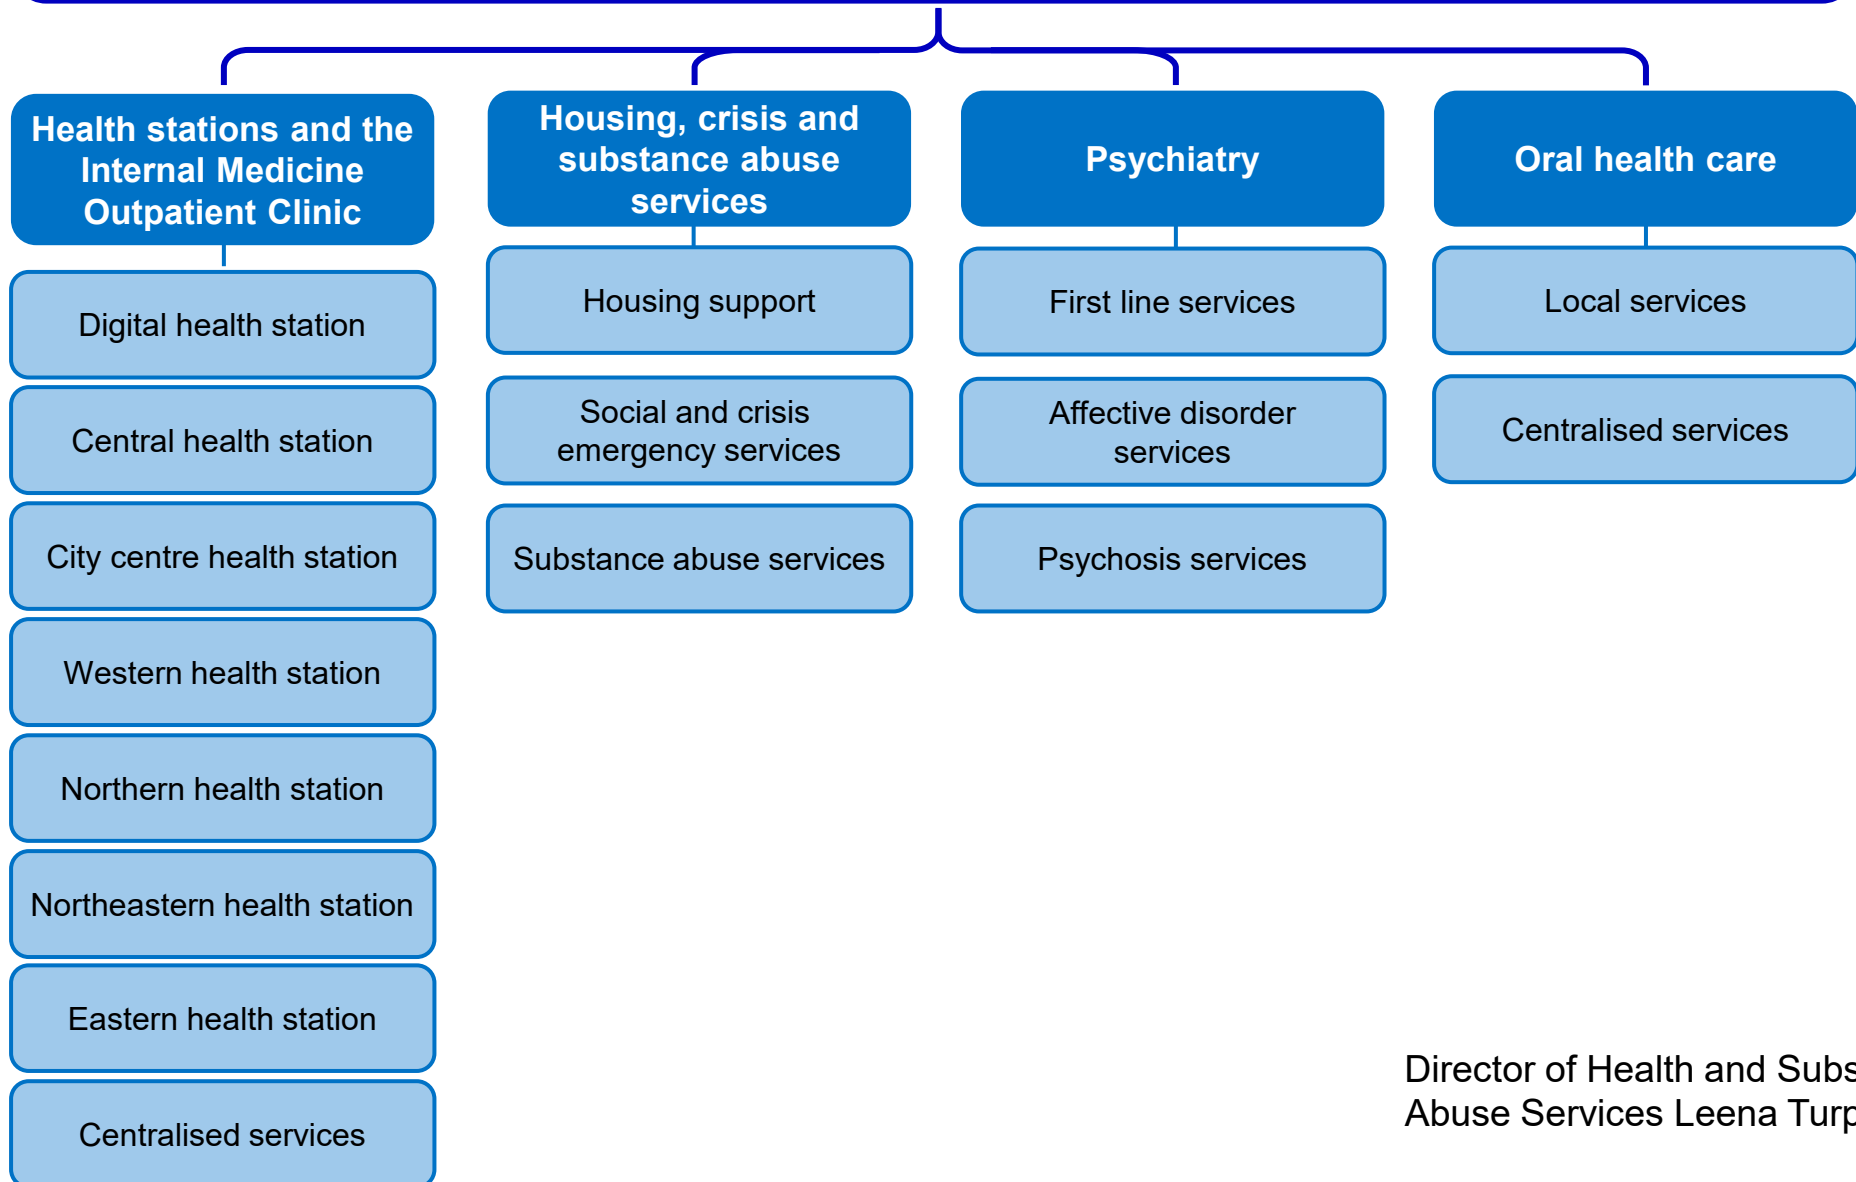 Health stations and the
Internal Medicine
Outpatient Clinic
Digital health station
Central health station
City centre health station
Western health station
Northern health station
Northeastern health station
Eastern health station
Centralised services
Housing, crisis and
substance abuse
services
Housing support
Social and crisis
emergency services
Substance abuse services
Psychiatry
First line services
Affective disorder
services
Psychosis services
Oral health care
Local services
Centralised services
Director of Health and
Abuse Services Leena